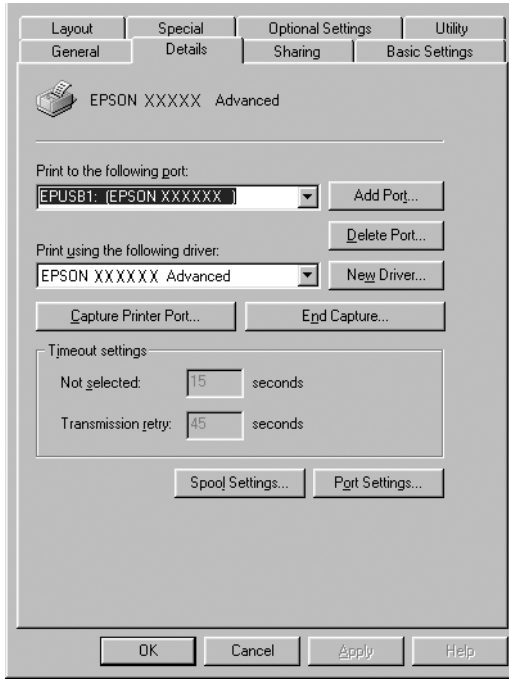 Layout Special Optional Settings Utility
General Details Sharing Basic Settings
EPSON XXXXX Advanced
Print to the following port:
EPUSB1: (EPSON XXXXXX )
Add Port...
Delete Port...
Print using the following driver:
EPSON XXXXXX Advanced
New Driver...
Capture Printer Port... End Capture...
Timeout settings
Not selected: 15 seconds
Transmission retry: 45 seconds
Spool Settings... Port Settings...
OK Cancel Apply Help